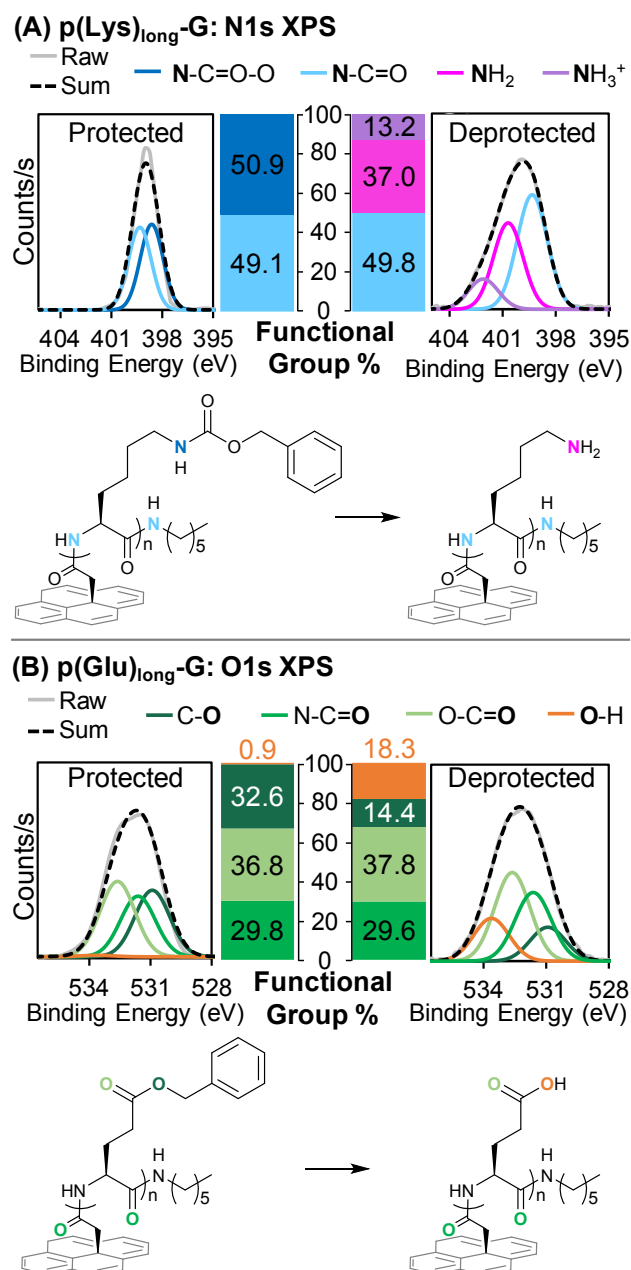 (A) p(Lys)long-G: N1s XPS
Raw
Sum
N-C=O-O
N-C=O
NH2
NH3+
Protected
Deprotected
Counts/s
50.9
49.1
100
80
60
40
20
0
13.2
37.0
49.8
404 401 398 395
Binding Energy (eV)
Functional
Group %
404 401 398 395
Binding Energy (eV)
O
N
H
O
NH2
H
HN
N
n
5
O
O
H
HN
N
n
5
O
O
(B) p(Glu)long-G: O1s XPS
Raw
Sum
C-O
N-C=O
O-C=O
O-H
0.9
18.3
Protected
Deprotected
Counts/s
32.6
36.8
29.8
100
80
60
40
20
0
14.4
37.8
29.6
534 531 528
Binding Energy (eV)
Functional
Group %
534 531 528
Binding Energy (eV)
O
O
O
OH
H
HN
N
n
5
O
O
H
HN
N
n
5
O
O